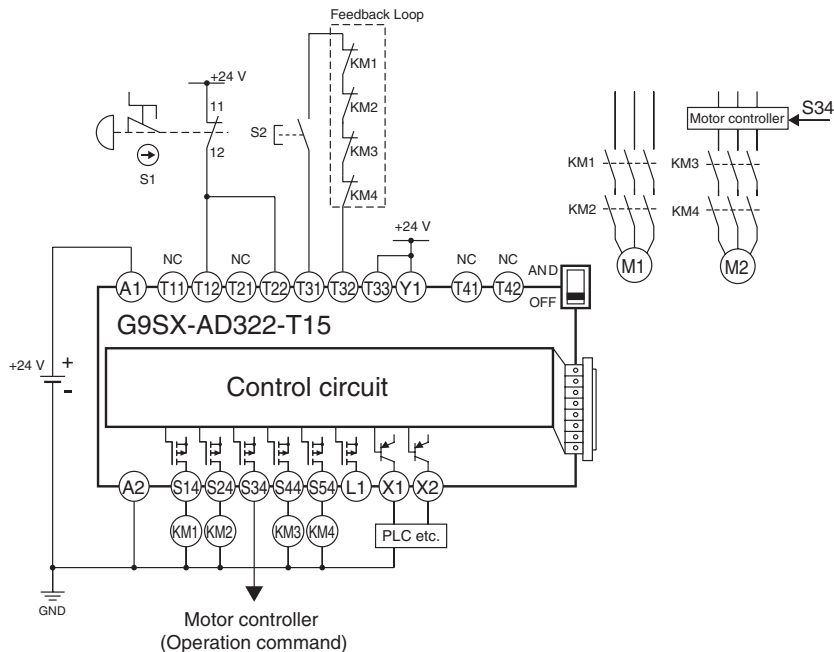 Feedback Loop
+24 V
11
12
S1
S2
KM1
KM2
KM3
KM4
+24 V
Motor controller
S34
KM1
KM2
KM3
KM4
M1
M2
NC
NC
NC
NC
AND
OFF
A1
T11
T12
T21
T22
T31
T32
T33
Y1
T41
T42
G9SX-AD322-T15
Control circuit
+24 V
+
-
A2
S14
S24
S34
S44
S54
L1
X1
X2
KM1
KM2
KM3
KM4
PLC etc.
GND
Motor controller
(Operation command)